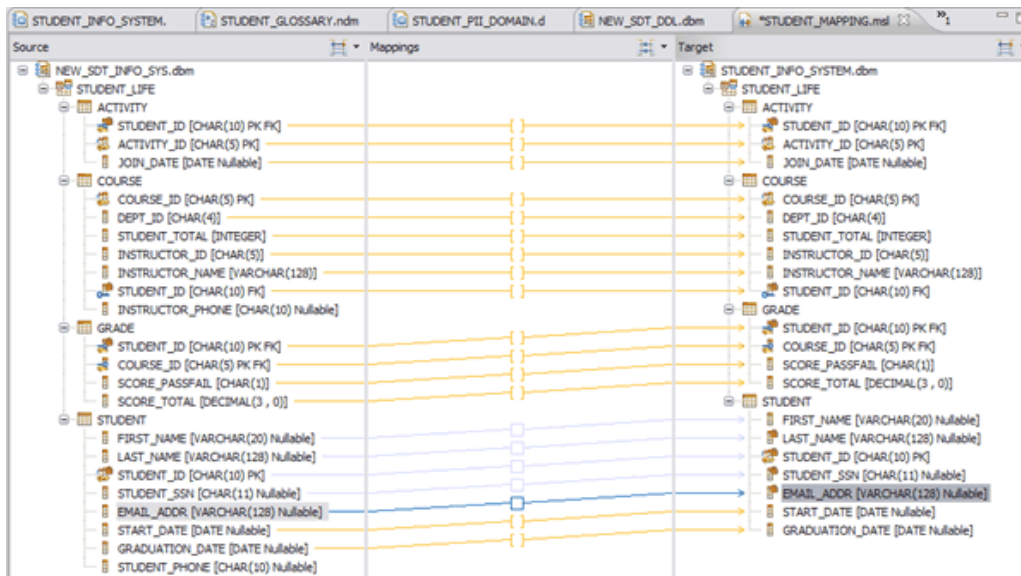 STUDENT_INFO_SYSTEM.
STUDENT_GLOSSARY.ndm
STUDENT_PII_DOMAIN.d
NEW_SDT_DDL.dbm
*STUDENT_MAPPING.msl
»1
Source
Mappings
Target
NEW_SDT_INFO_SYS.dbm
STUDENT_LIFE
ACTIVITY
STUDENT_ID [CHAR(10) PK FK]
ACTIVITY_ID [CHAR(5) PK]
JOIN_DATE [DATE Nullable]
COURSE
COURSE_ID [CHAR(5) PK]
DEPT_ID [CHAR(4)]
STUDENT_TOTAL [INTEGER]
INSTRUCTOR_ID [CHAR(5)]
INSTRUCTOR_NAME [VARCHAR(128)]
STUDENT_ID [CHAR(10) FK]
INSTRUCTOR_PHONE [CHAR(10) Nullable]
GRADE
STUDENT_ID [CHAR(10) PK FK]
COURSE_ID [CHAR(5) PK FK]
SCORE_PASSFAIL [CHAR(1)]
SCORE_TOTAL [DECIMAL(3 , 0)]
STUDENT
FIRST_NAME [VARCHAR(20) Nullable]
LAST_NAME [VARCHAR(128) Nullable]
STUDENT_ID [CHAR(10) PK]
STUDENT_SSN [CHAR(11) Nullable]
EMAIL_ADDR [VARCHAR(128) Nullable]
START_DATE [DATE Nullable]
GRADUATION_DATE [DATE Nullable]
STUDENT_PHONE [CHAR(10) Nullable]
STUDENT_INFO_SYSTEM.dbm
STUDENT_LIFE
ACTIVITY
STUDENT_ID [CHAR(10) PK FK]
ACTIVITY_ID [CHAR(5) PK]
JOIN_DATE [DATE Nullable]
COURSE
COURSE_ID [CHAR(5) PK]
DEPT_ID [CHAR(4)]
STUDENT_TOTAL [INTEGER]
INSTRUCTOR_ID [CHAR(5)]
INSTRUCTOR_NAME [VARCHAR(128)]
STUDENT_ID [CHAR(10) FK]
GRADE
STUDENT_ID [CHAR(10) PK FK]
COURSE_ID [CHAR(5) PK FK]
SCORE_PASSFAIL [CHAR(1)]
SCORE_TOTAL [DECIMAL(3 , 0)]
STUDENT
FIRST_NAME [VARCHAR(20) Nullable]
LAST_NAME [VARCHAR(128) Nullable]
STUDENT_ID [CHAR(10) PK]
STUDENT_SSN [CHAR(11) Nullable]
EMAIL_ADDR [VARCHAR(128) Nullable]
START_DATE [DATE Nullable]
GRADUATION_DATE [DATE Nullable]